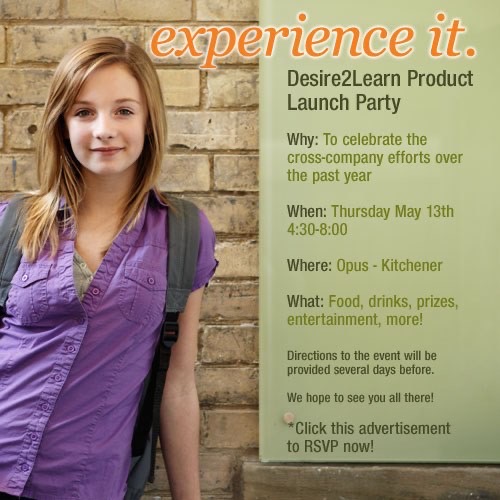 experience it.
Desire2Learn Product
Launch Party
Why: To celebrate the
cross-company efforts over
the past year
When: Thursday May 13th
4:30-8:00
Where: Opus - Kitchener
What: Food, drinks, prizes,
entertainment, more!
Directions to the event will be
provided several days before.
We hope to see you all there!
*Click this advertisement
to RSVP now!